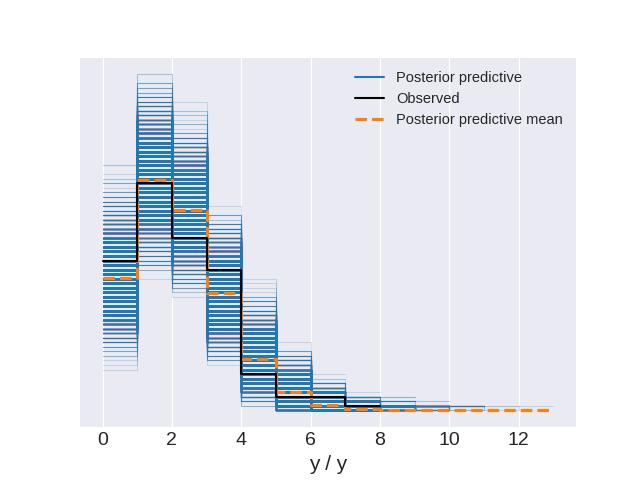 Posterior predictive
Observed
Posterior predictive mean
0 2 4 6 8 10 12
y / y